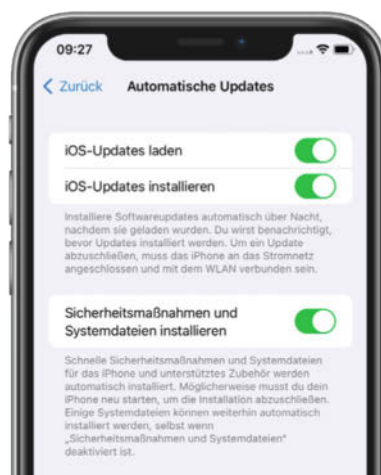 09:27
Zurück
Automatische Updates
iOS-Updates laden
iOS-Updates installieren
Installiere Softwareupdates automatisch über Nacht,
nachdem sie geladen wurden. Du wirst benachrichtigt,
bevor Updates installiert werden. Um ein Update
abzuschließen, muss das iPhone an das Stromnetz
angeschlossen und mit dem WLAN verbunden sein.
Sicherheitsmaßnahmen und
Systemdateien installieren
Schnelle Sicherheitsmaßnahmen und Systemdateien
für das iPhone und unterstütztes Zubehör werden
automatisch installiert. Möglicherweise musst du dein
iPhone neu starten, um die Installation abzuschließen.
Einige Systemdateien können weiterhin automatisch
installiert werden, selbst wenn
„Sicherheitsmaßnahmen und Systemdateien“
deaktiviert ist.